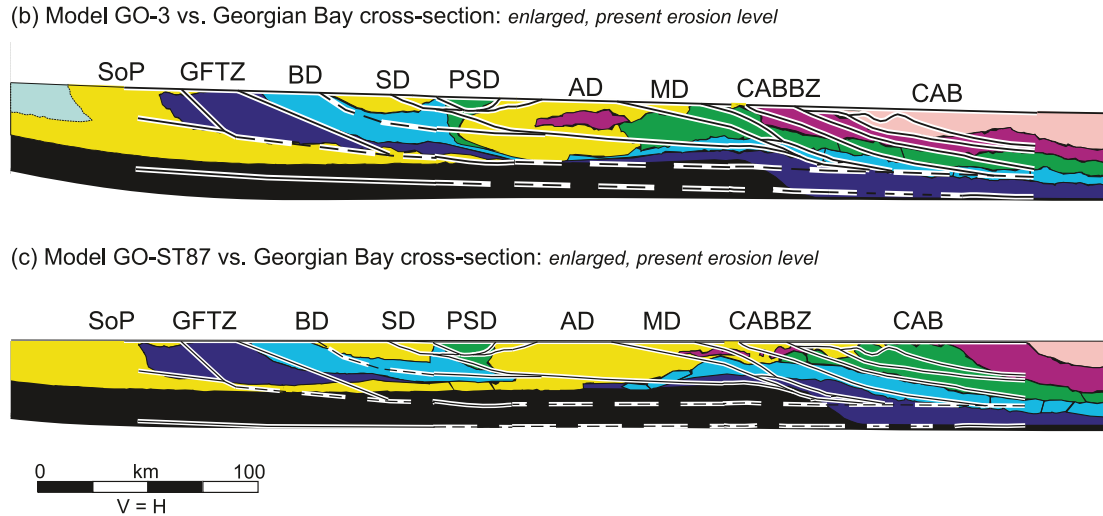 (b) Model GO-3 vs. Georgian Bay cross-section: enlarged, present erosion level
SoP GFTZ BD SD PSD AD MD CABBZ CAB
(c) Model GO-ST87 vs. Georgian Bay cross-section: enlarged, present erosion level
SoP GFTZ BD SD PSD AD MD CABBZ CAB
0 km 100
V = H